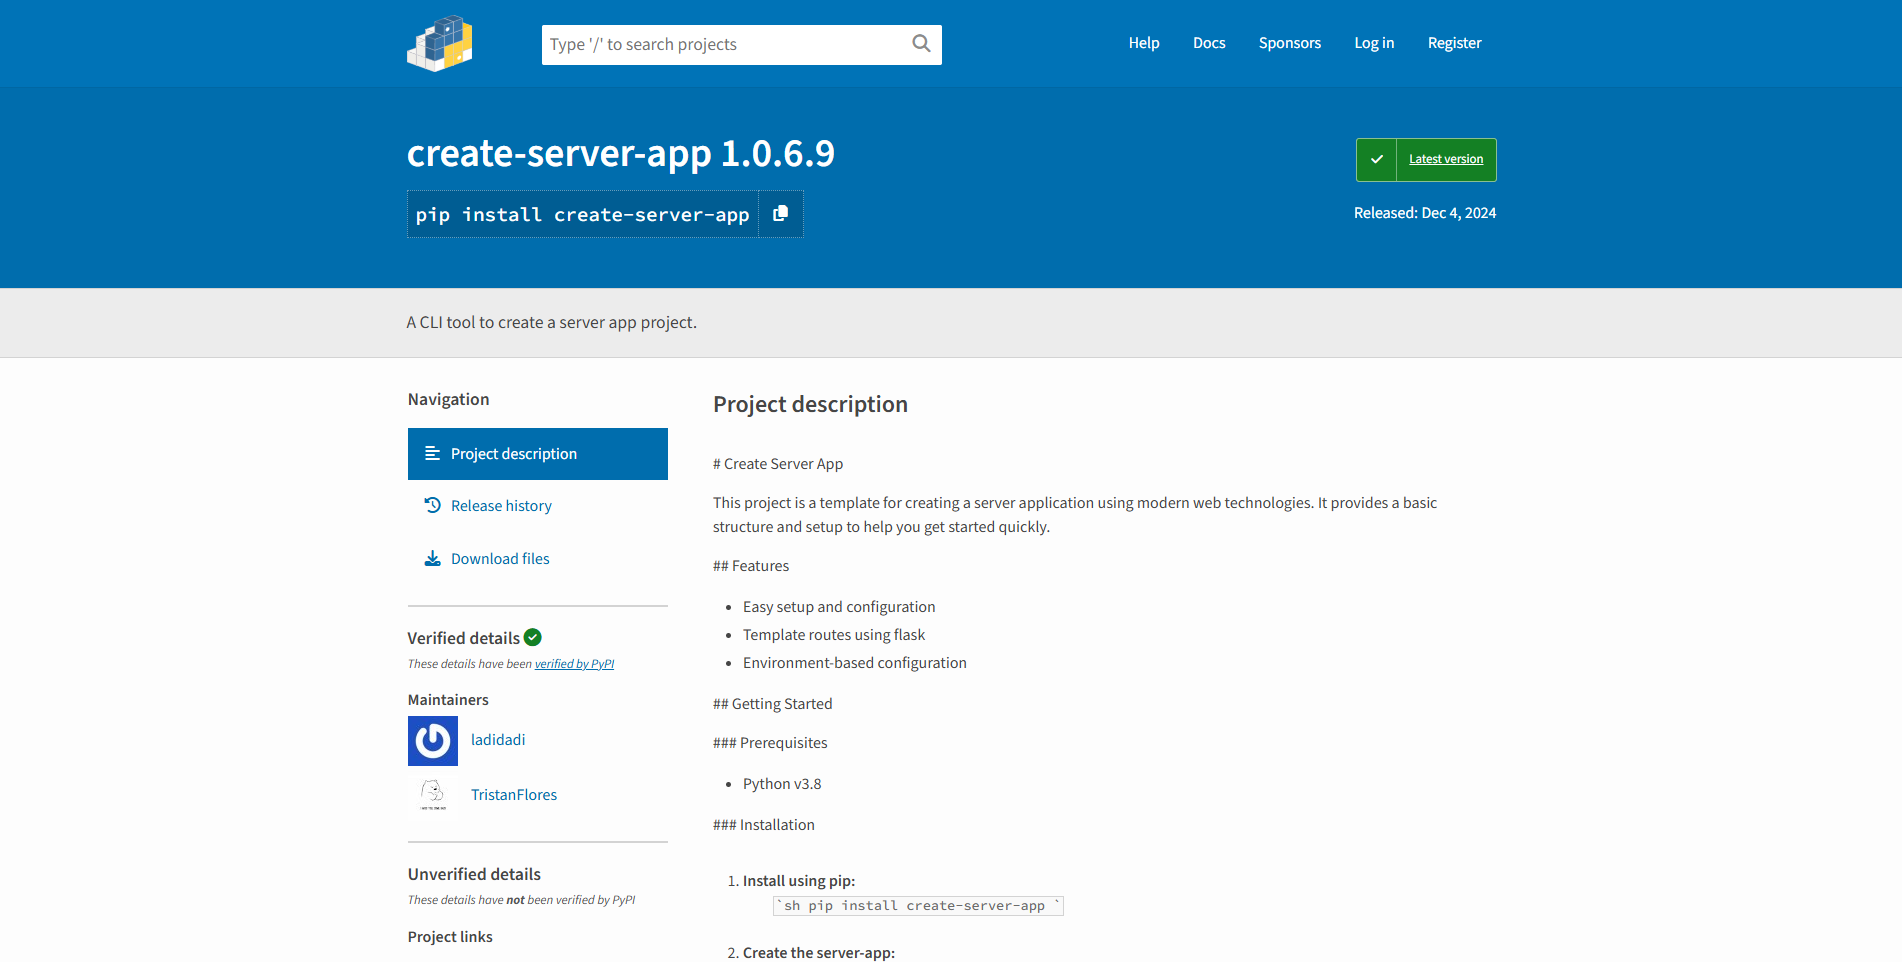 Type '/' to search projects
Help
Docs
Sponsors
Log in
Register
create-server-app 1.0.6.9
pip install create-server-app
Latest version
Released: Dec 4, 2024
A CLI tool to create a server app project.
Navigation
Project description
Release history
Download files
Verified details
These details have been verified by PyPI
Maintainers
ladidadi
TristanFlores
Unverified details
These details have not been verified by PyPI
Project links
Project description
# Create Server App
This project is a template for creating a server application using modern web technologies. It provides a basic
structure and setup to help you get started quickly.
## Features
• Easy setup and configuration
• Template routes using flask
• Environment-based configuration
## Getting Started
### Prerequisites
• Python v3.8
### Installation
1. Install using pip:
`sh pip install create-server-app `
2. Create the server-app: